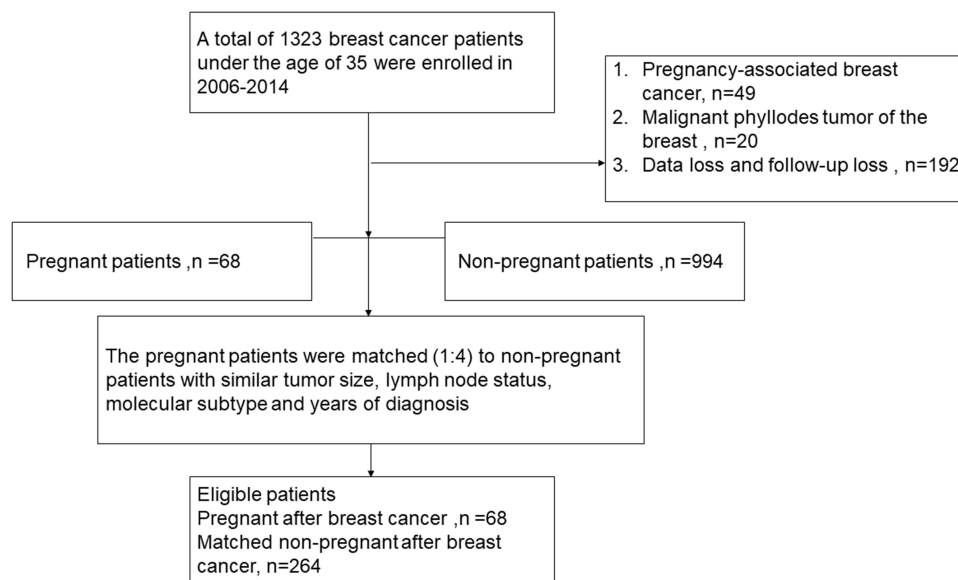 A total of 1323 breast cancer patients
under the age of 35 were enrolled in
2006-2014
1. Pregnancy-associated breast
cancer, n=49
2. Malignant phyllodes tumor of the
breast , n=20
3. Data loss and follow-up loss , n=192
Pregnant patients ,n =68
Non-pregnant patients ,n =994
The pregnant patients were matched (1:4) to non-pregnant
patients with similar tumor size, lymph node status,
molecular subtype and years of diagnosis
Eligible patients
Pregnant after breast cancer ,n =68
Matched non-pregnant after breast
cancer, n=264